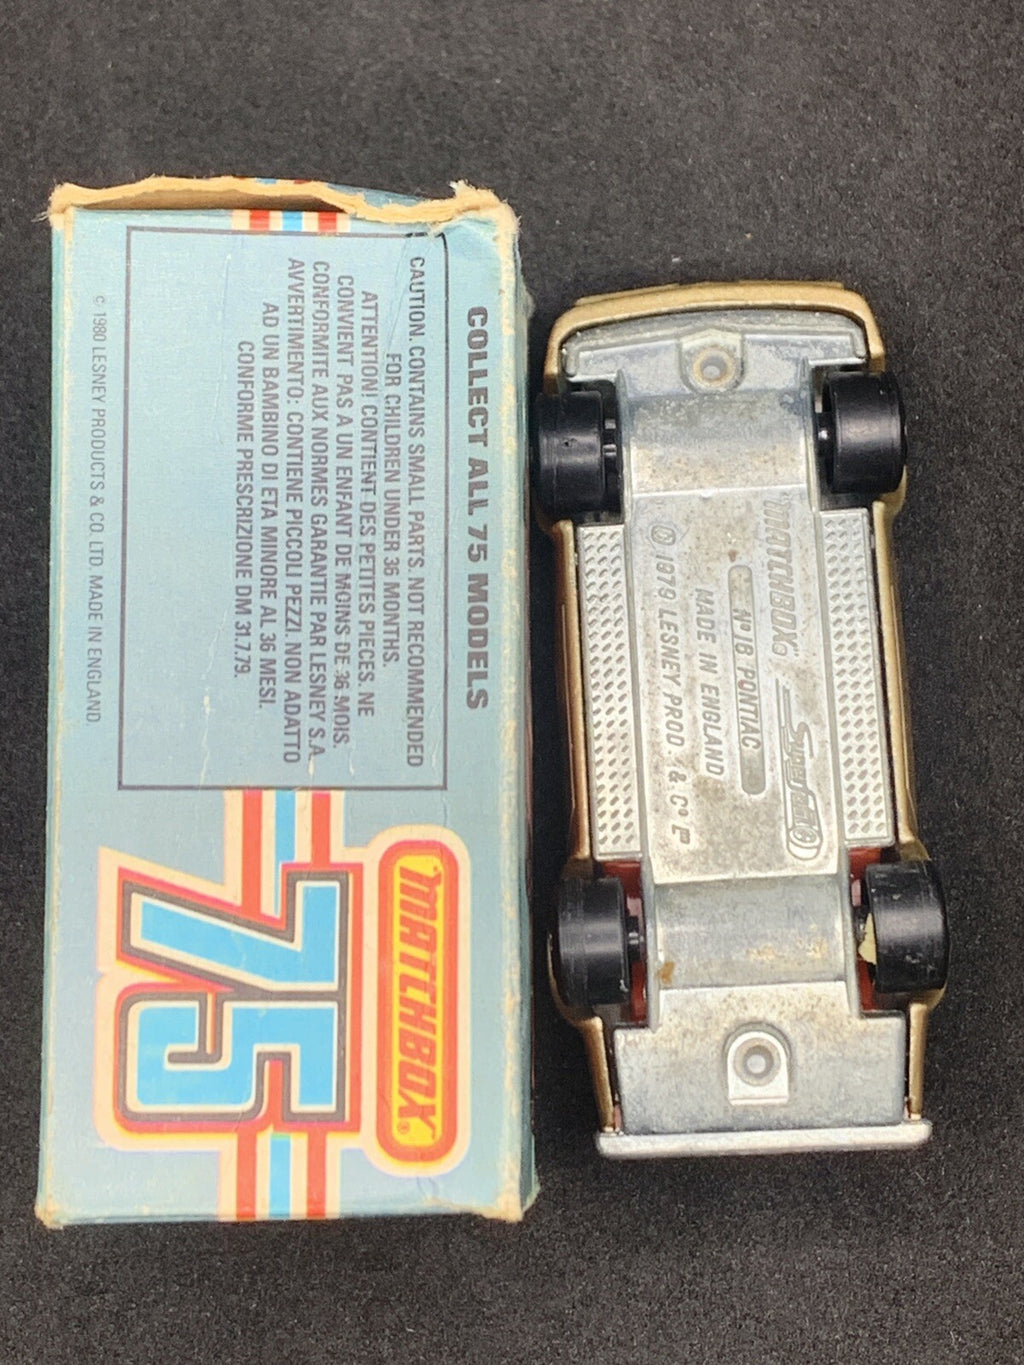 COLLECT ALL 75 MODELS
CAUTION. CONTAINS SMALL PARTS. NOT RECOMMENDED
FOR CHILDREN UNDER 36 MONTHS.
ATTENTION! CONTIENT DES PETITES PIECES. NE
CONVIENT PAS A UN ENFANT DE MOINS DE 36 MOIS.
CONFORMITE AUX NORMES GARANTIE PAR LESNEY S.A.
AVVERTIMENTO: CONTIENE PICCOLI PEZZI. NON ADATTO
AD UN BAMBINO DI ETA MINORE AL 36 MESI.
CONFORME PRESCRIZIONE DM 31.7.79.
© 1980 LESNEY PRODUCTS & CO. LTD. MADE IN ENGLAND.
"MATCHBOX"®
75
"MATCHBOX"® Superfast
Nº 16 PONTIAC
MADE IN ENGLAND
© 1979 LESNEY PROD. & Cº Lᴰ